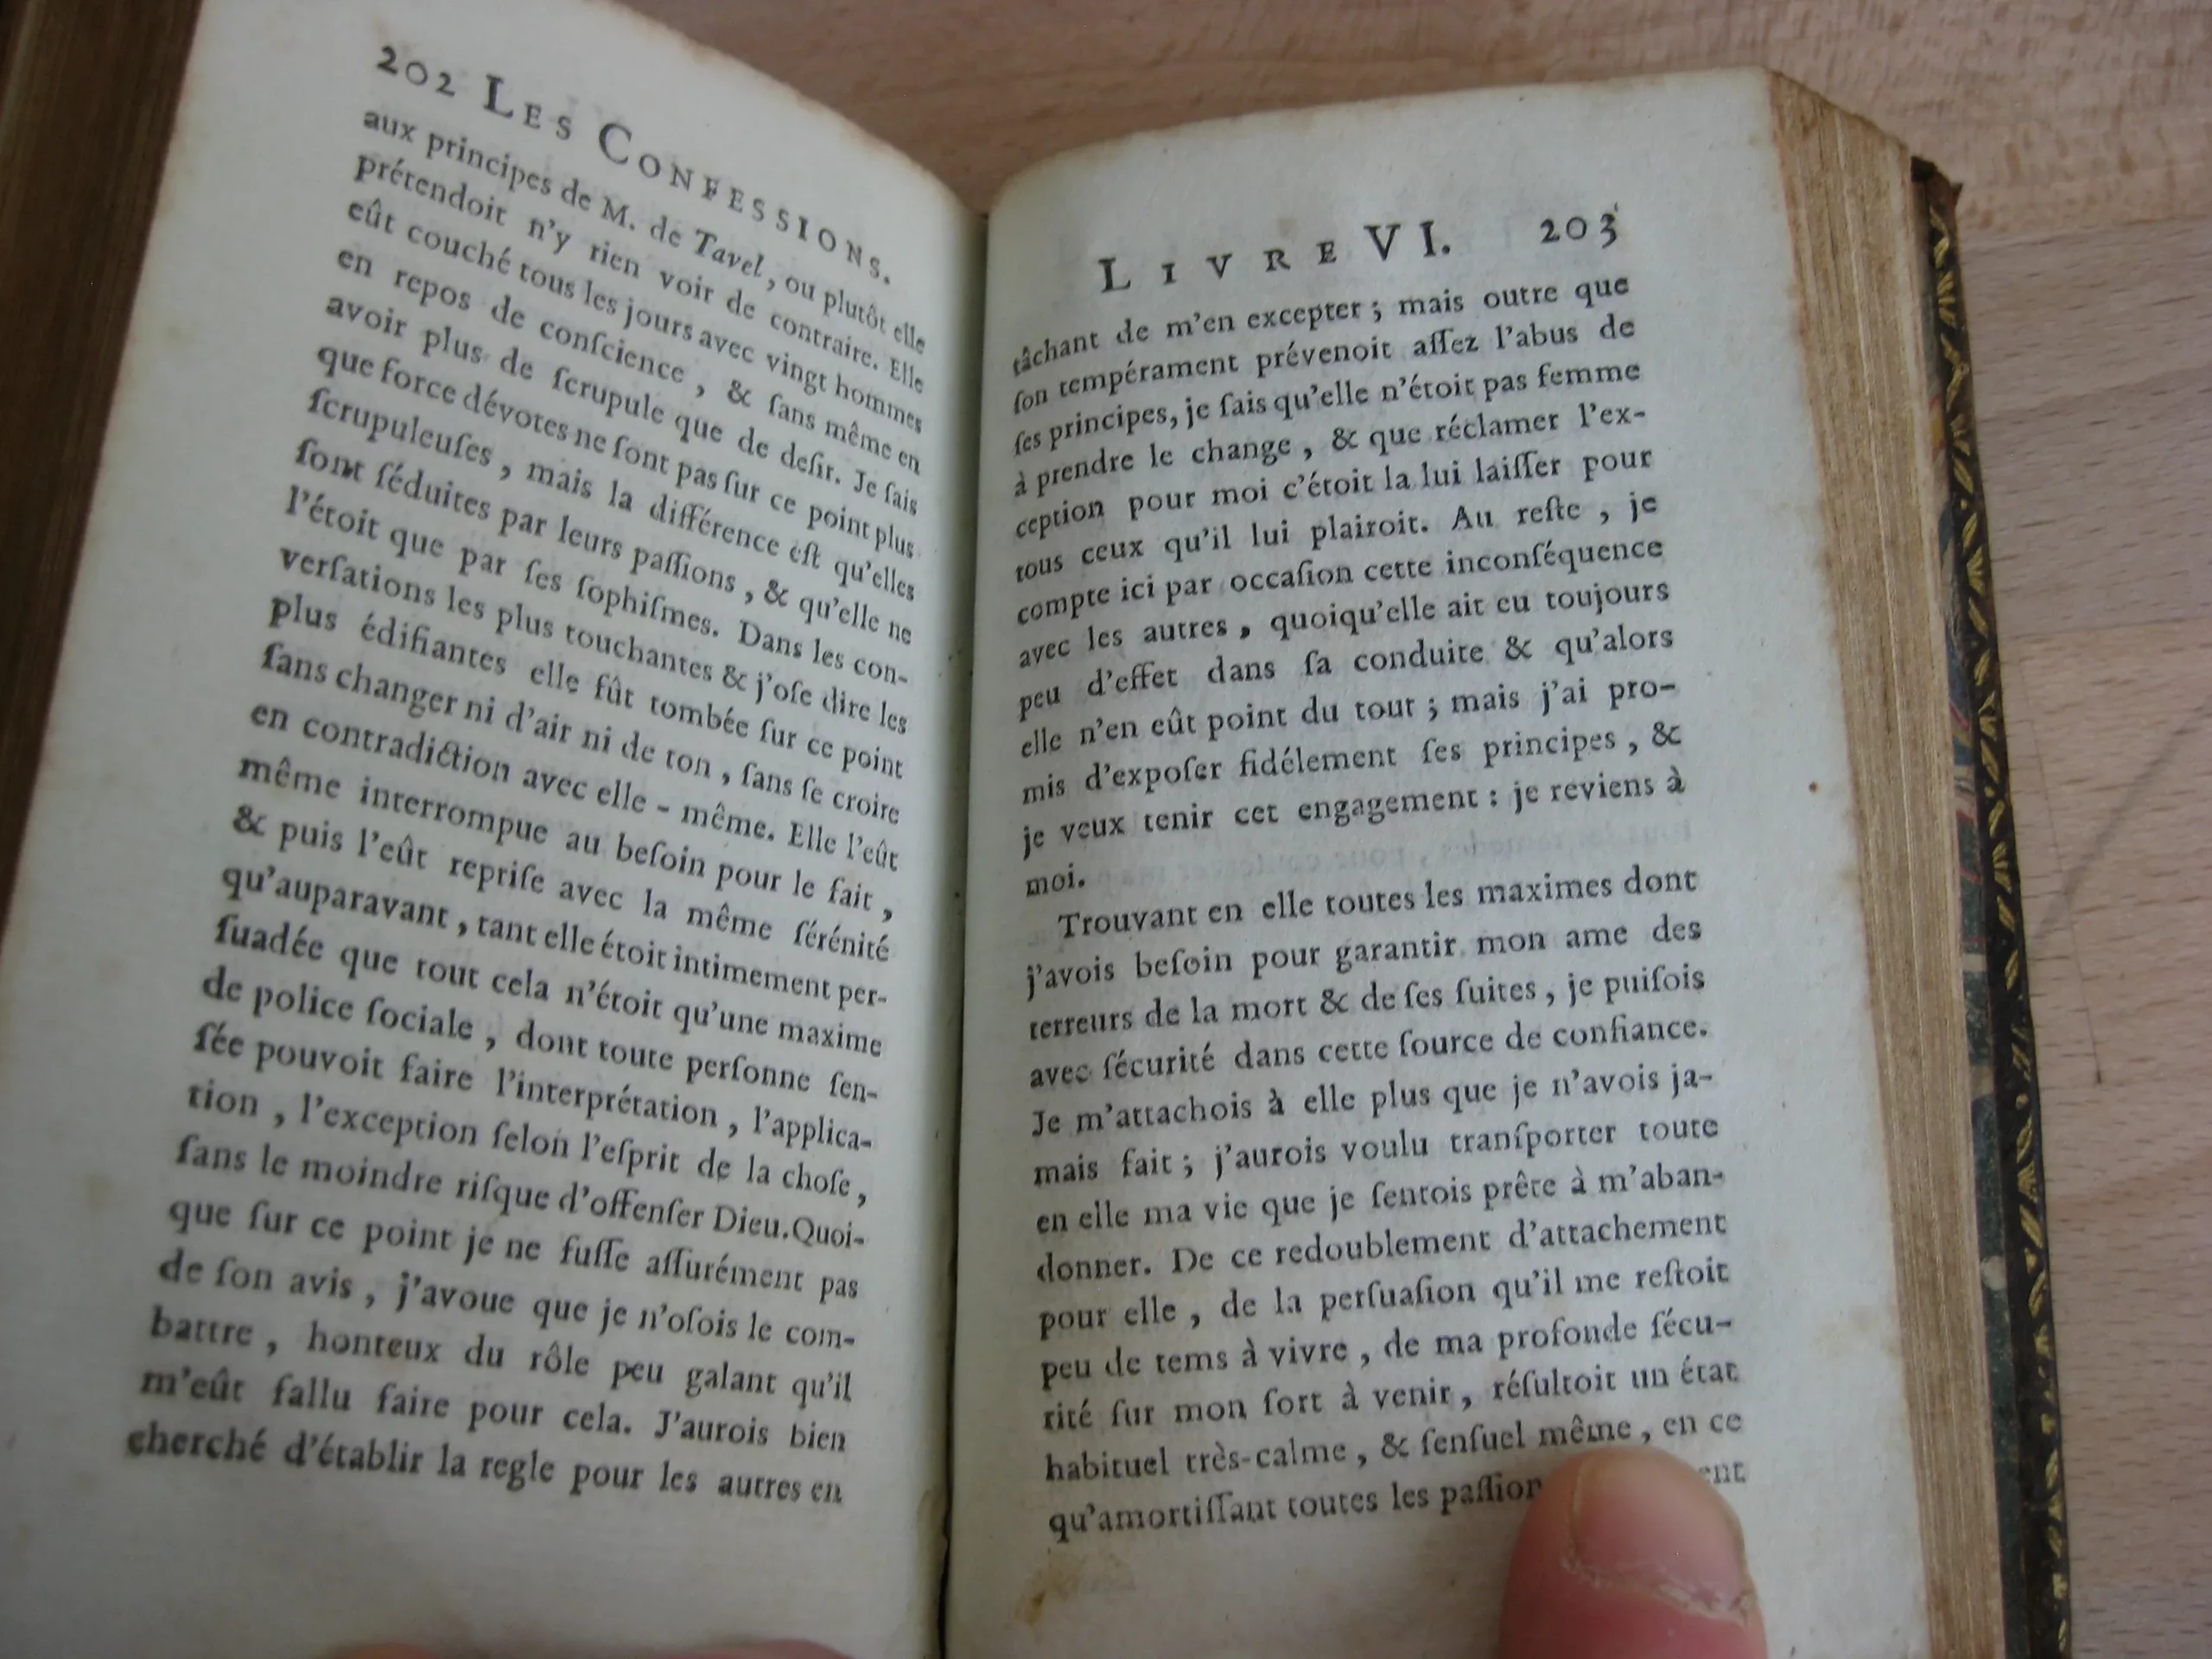 202 LES CONFESSIONS.
aux principes de M. de Tavel, ou plutôt elle
prétendoit n'y rien voir de contraire. Elle
eût couché tous les jours avec vingt hommes
en repos de conſcience, & ſans même en
avoir plus de ſcrupule que de deſir. Je ſais
que force dévotes ne ſont pas ſur ce point plus
ſcrupuleuſes, mais la différence eſt qu'elles
ſont ſéduites par leurs paſſions, & qu'elle ne
l'étoit que par ſes ſophiſmes. Dans les con-
verſations les plus touchantes & j'oſe dire les
plus édifiantes elle fût tombée ſur ce point
ſans changer ni d'air ni de ton, ſans ſe croire
en contradiction avec elle-même. Elle l'eût
même interrompue au beſoin pour le fait,
& puis l'eût repriſe avec la même ſérénité
qu'auparavant, tant elle étoit intimement per-
ſuadée que tout cela n'étoit qu'une maxime
de police ſociale, dont toute perſonne ſen-
ſée pouvoit faire l'interprétation, l'applica-
tion, l'exception ſelon l'eſprit de la choſe,
ſans le moindre riſque d'offenſer Dieu. Quoi-
que ſur ce point je ne fuſſe aſſurément pas
de ſon avis, j'avoue que je n'oſois le com-
battre, honteux du rôle peu galant qu'il
m'eût fallu faire pour cela. J'aurois bien
cherché d'établir la regle pour les autres en
LIVRE VI. 203
tâchant de m'en excepter; mais outre que
ſon tempérament prévenoit aſſez l'abus de
ſes principes, je ſais qu'elle n'étoit pas femme
à prendre le change, & que réclamer l'ex-
ception pour moi c'étoit la lui laiſſer pour
tous ceux qu'il lui plairoit. Au reſte, je
compte ici par occaſion cette inconſéquence
avec les autres, quoiqu'elle ait eu toujours
peu d'effet dans ſa conduite & qu'alors
elle n'en eût point du tout; mais j'ai pro-
mis d'expoſer fidélement ſes principes, &
je veux tenir cet engagement: je reviens à
moi.
Trouvant en elle toutes les maximes dont
j'avois beſoin pour garantir mon ame des
terreurs de la mort & de ſes ſuites, je puiſois
avec ſécurité dans cette ſource de confiance.
Je m'attachois à elle plus que je n'avois ja-
mais fait; j'aurois voulu tranſporter toute
en elle ma vie que je ſentois prête à m'aban-
donner. De ce redoublement d'attachement
pour elle, de la perſuaſion qu'il me reſtoit
peu de tems à vivre, de ma profonde ſécu-
rité ſur mon ſort à venir, réſultoit un état
habituel très-calme, & ſenſuel même, en ce
qu'amortiſſant toutes les paſſion